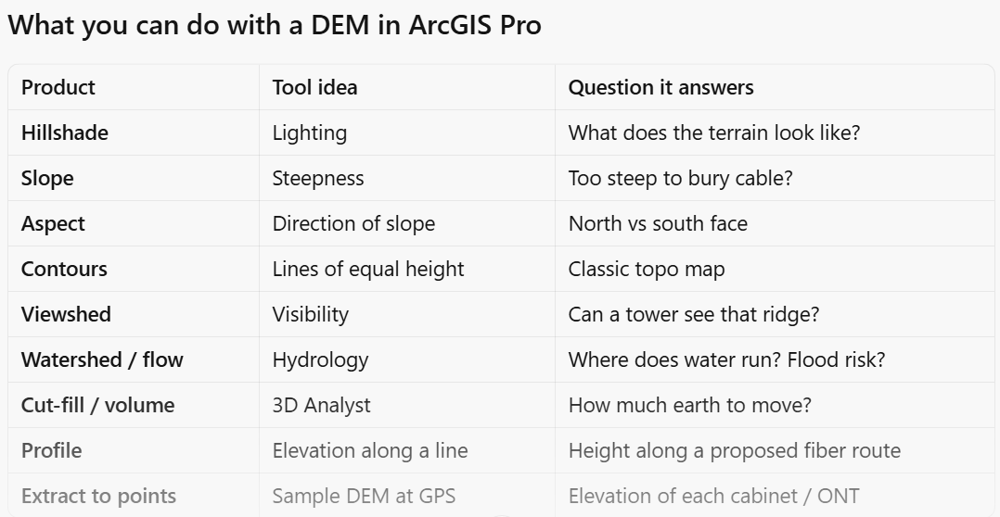 What you can do with a DEM in ArcGIS Pro
Product Tool idea Question it answers
Hillshade Lighting What does the terrain look like?
Slope Steepness Too steep to bury cable?
Aspect Direction of slope North vs south face
Contours Lines of equal height Classic topo map
Viewshed Visibility Can a tower see that ridge?
Watershed / flow Hydrology Where does water run? Flood risk?
Cut-fill / volume 3D Analyst How much earth to move?
Profile Elevation along a line Height along a proposed fiber route
Extract to points Sample DEM at GPS Elevation of each cabinet / ONT